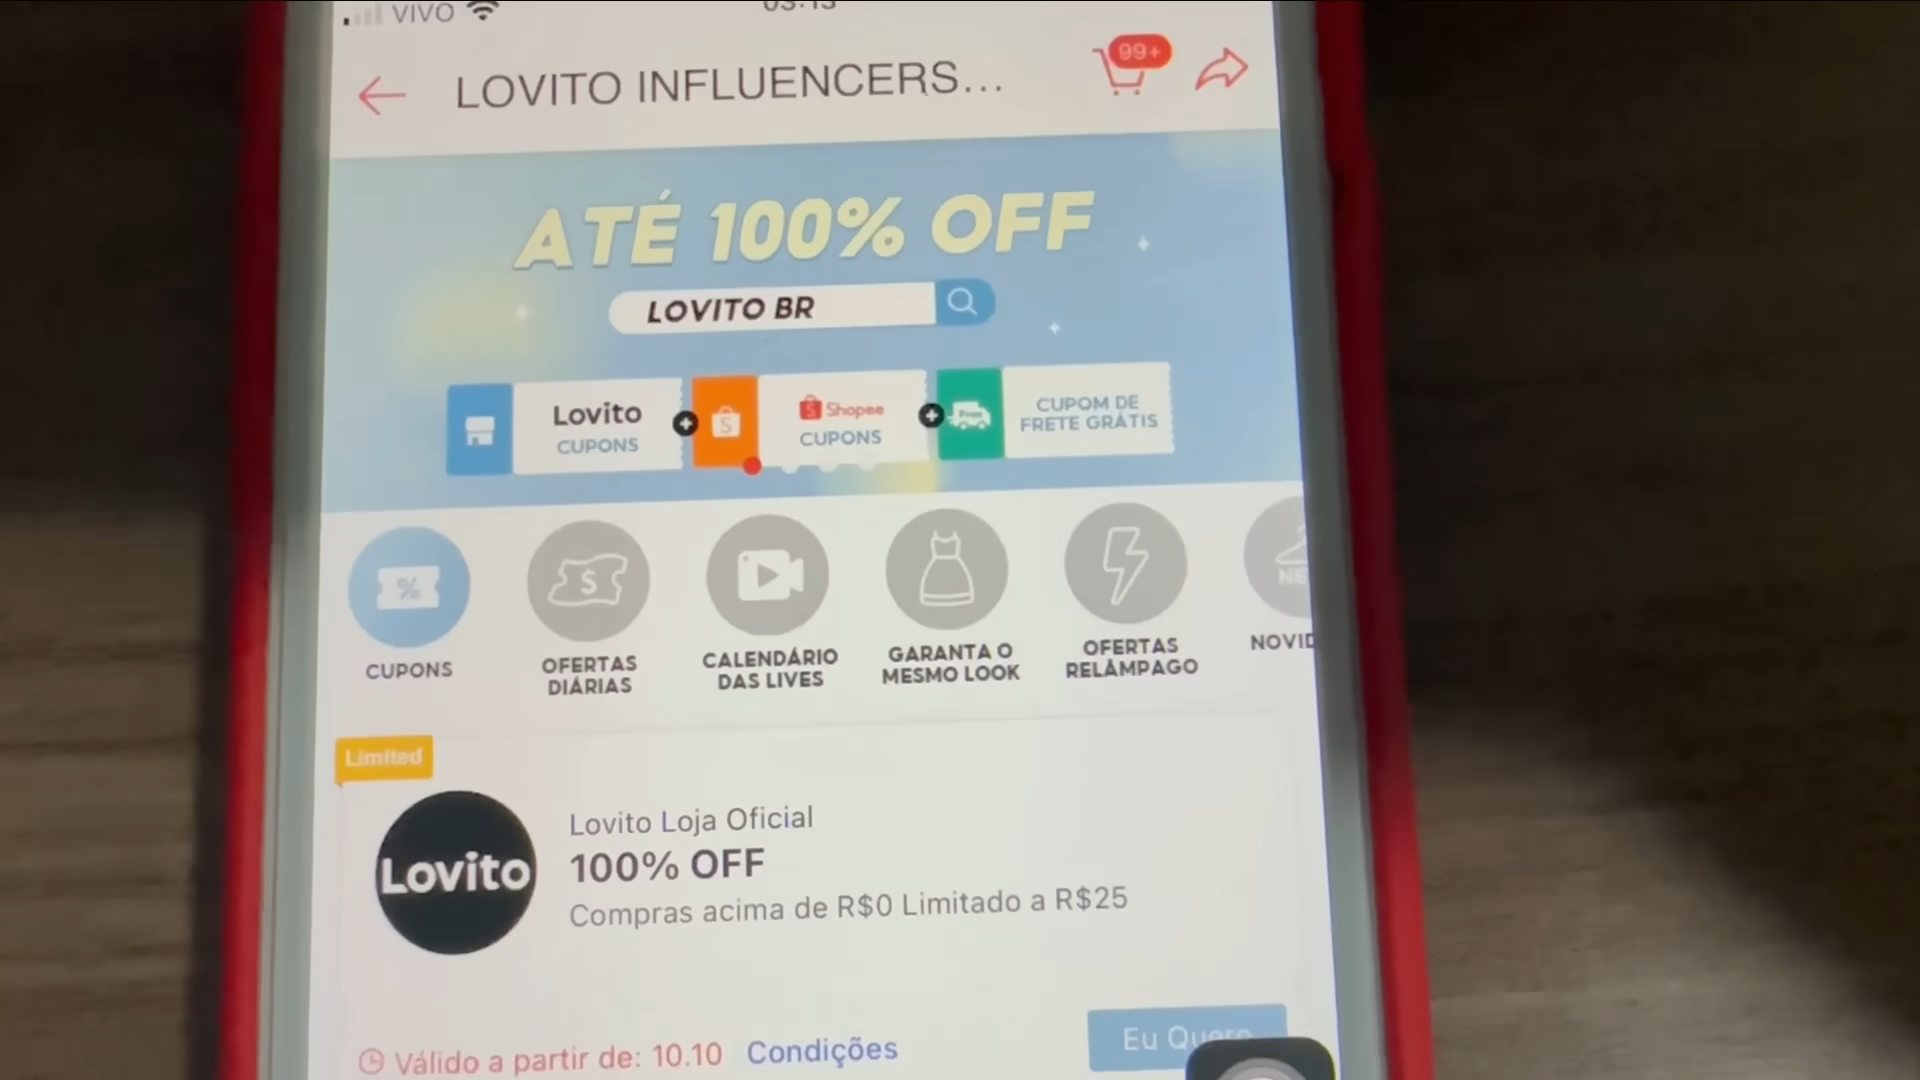 VIVO
LOVITO INFLUENCERS...
99+
ATÉ 100% OFF
LOVITO BR
Lovito
CUPONS
S
S Shopee
CUPONS
CUPOM DE
FRETE GRÁTIS
%
$
CUPONS
OFERTAS
DIÁRIAS
CALENDÁRIO
DAS LIVES
GARANTA O
MESMO LOOK
OFERTAS
RELÂMPAGO
Limited
Lovito
Lovito Loja Oficial
100% OFF
Compras acima de R$0 Limitado a R$25
Válido a partir de: 10.10
Condições
Eu Quero